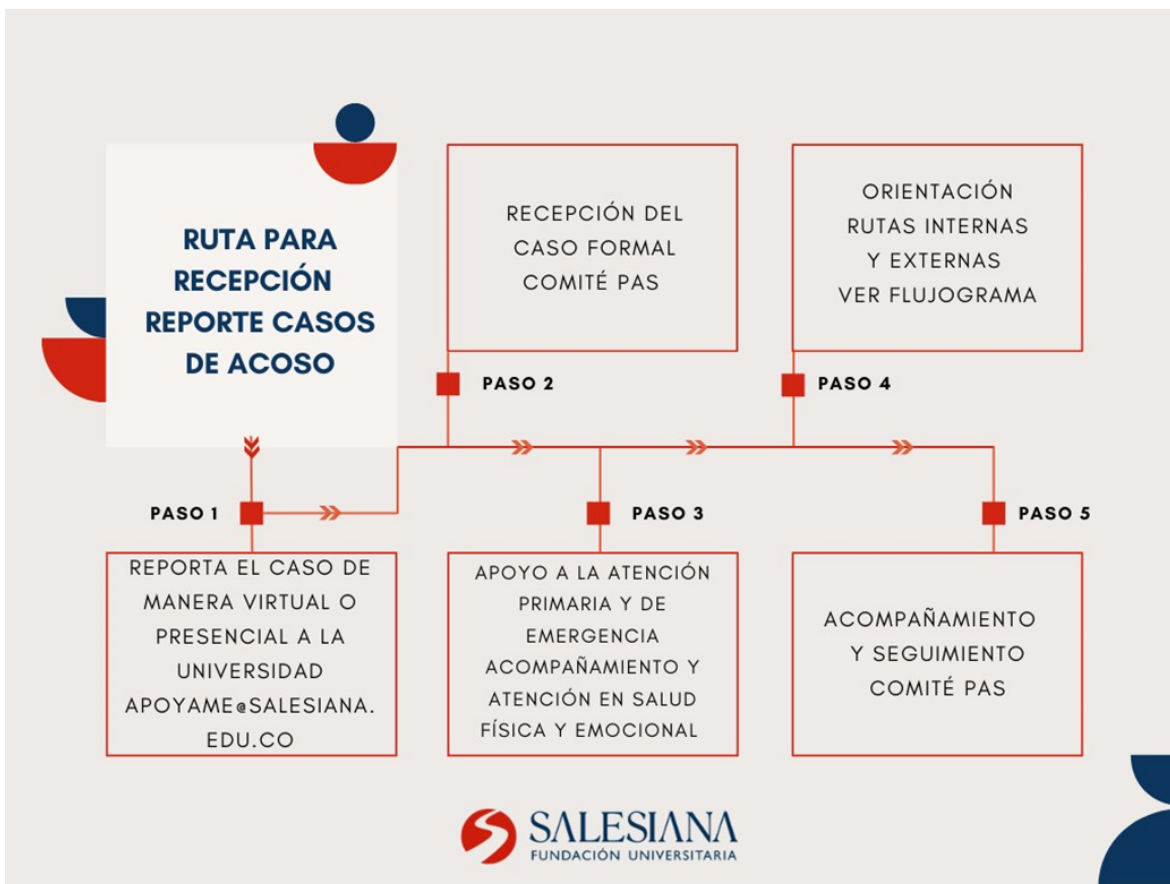 RUTA PARA
RECEPCIÓN
REPORTE CASOS
DE ACOSO
PASO 1
REPORTA EL CASO DE
MANERA VIRTUAL O
PRESENCIAL A LA
UNIVERSIDAD
APOYAME@SALESIANA.
EDU.CO
RECEPCIÓN DEL
CASO FORMAL
COMITÉ PAS
PASO 2
PASO 3
APOYO A LA ATENCIÓN
PRIMARIA Y DE
EMERGENCIA
ACOMPAÑAMIENTO Y
ATENCIÓN EN SALUD
FÍSICA Y EMOCIONAL
ORIENTACIÓN
RUTAS INTERNAS
Y EXTERNAS
VER FLUJOGRAMA
PASO 4
PASO 5
ACOMPAÑAMIENTO
Y SEGUIMIENTO
COMITÉ PAS
SALESIANA
FUNDACIÓN UNIVERSITARIA